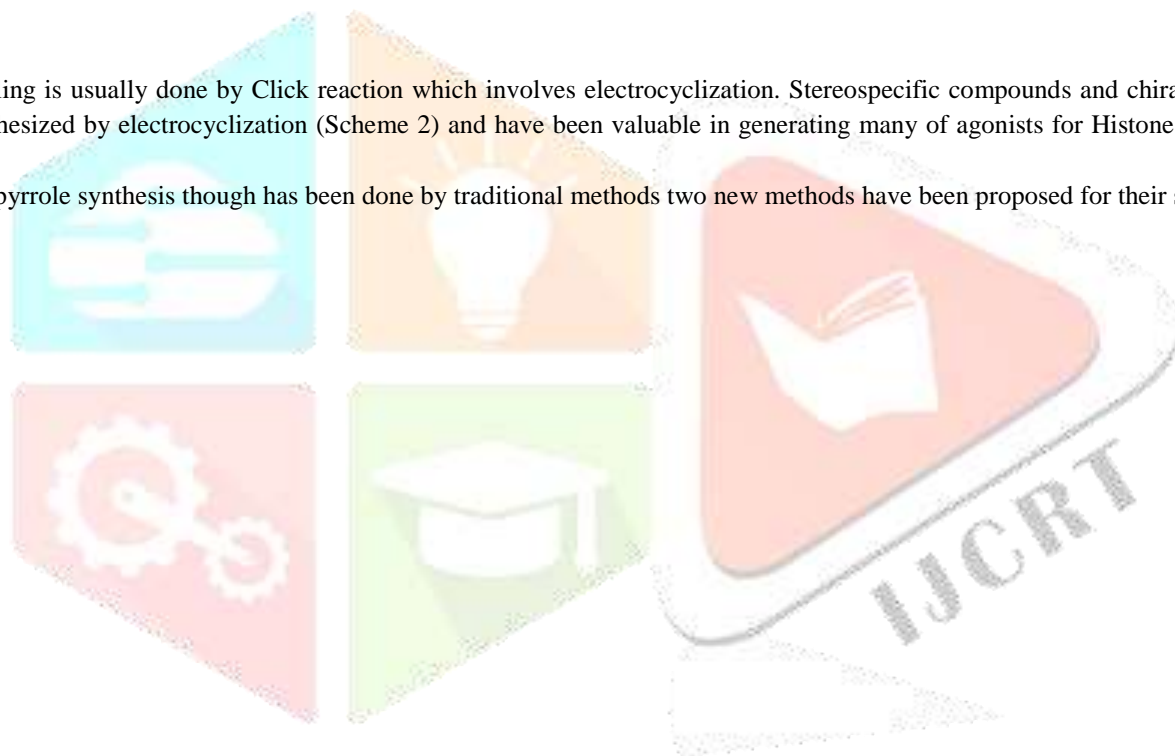 ing is usually done by Click reaction which involves electrocyclization. Stereospecific compounds and chira
hesized by electrocyclization (Scheme 2) and have been valuable in generating many of agonists for Histone
pyrrole synthesis though has been done by traditional methods two new methods have been proposed for their
IJCRT